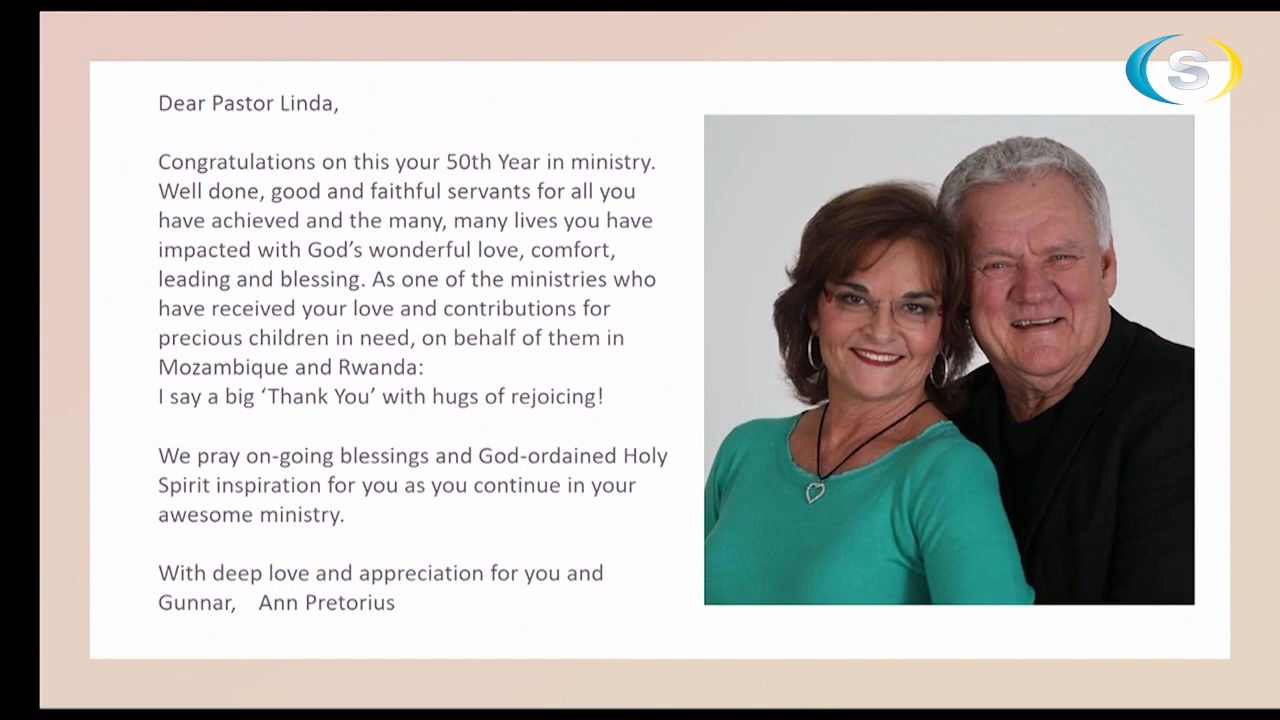 S
Dear Pastor Linda,
Congratulations on this your 50th Year in ministry.
Well done, good and faithful servants for all you
have achieved and the many, many lives you have
impacted with God’s wonderful love, comfort,
leading and blessing. As one of the ministries who
have received your love and contributions for
precious children in need, on behalf of them in
Mozambique and Rwanda:
I say a big ‘Thank You’ with hugs of rejoicing!
We pray on-going blessings and God-ordained Holy
Spirit inspiration for you as you continue in your
awesome ministry.
With deep love and appreciation for you and
Gunnar, Ann Pretorius